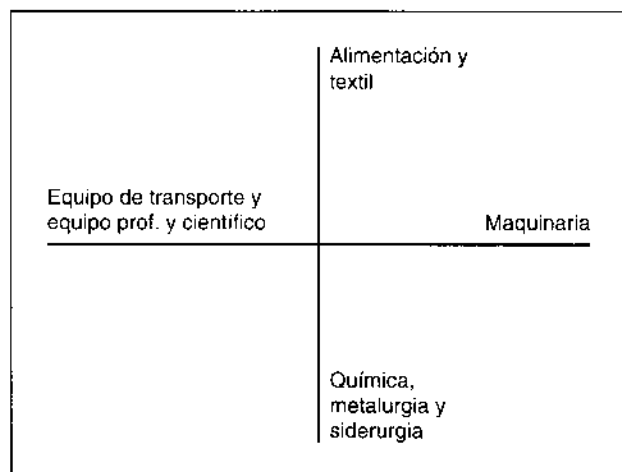 Alimentación y
textil
Equipo de transporte y
equipo prof. y científico
Maquinaria
Química,
metalurgia y
siderurgia